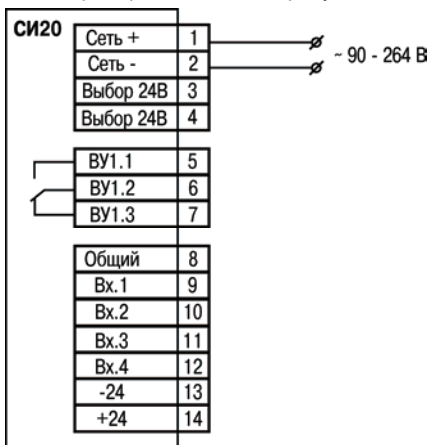 СИ20
Сеть + 1
Сеть - 2
~ 90 - 264 В
Выбор 24В 3
Выбор 24В 4
ВУ1.1 5
ВУ1.2 6
ВУ1.3 7
Общий 8
Вх.1 9
Вх.2 10
Вх.3 11
Вх.4 12
-24 13
+24 14